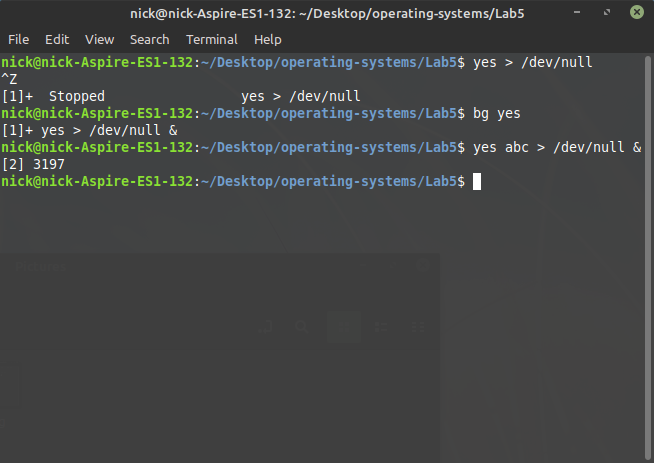 nick@nick-Aspire-ES1-132: ~/Desktop/operating-systems/Lab5
File Edit View Search Terminal Help
nick@nick-Aspire-ES1-132:~/Desktop/operating-systems/Lab5$ yes > /dev/null
^Z
[1]+  Stopped                 yes > /dev/null
nick@nick-Aspire-ES1-132:~/Desktop/operating-systems/Lab5$ bg yes
[1]+ yes > /dev/null &
nick@nick-Aspire-ES1-132:~/Desktop/operating-systems/Lab5$ yes abc > /dev/null &
[2] 3197
nick@nick-Aspire-ES1-132:~/Desktop/operating-systems/Lab5$